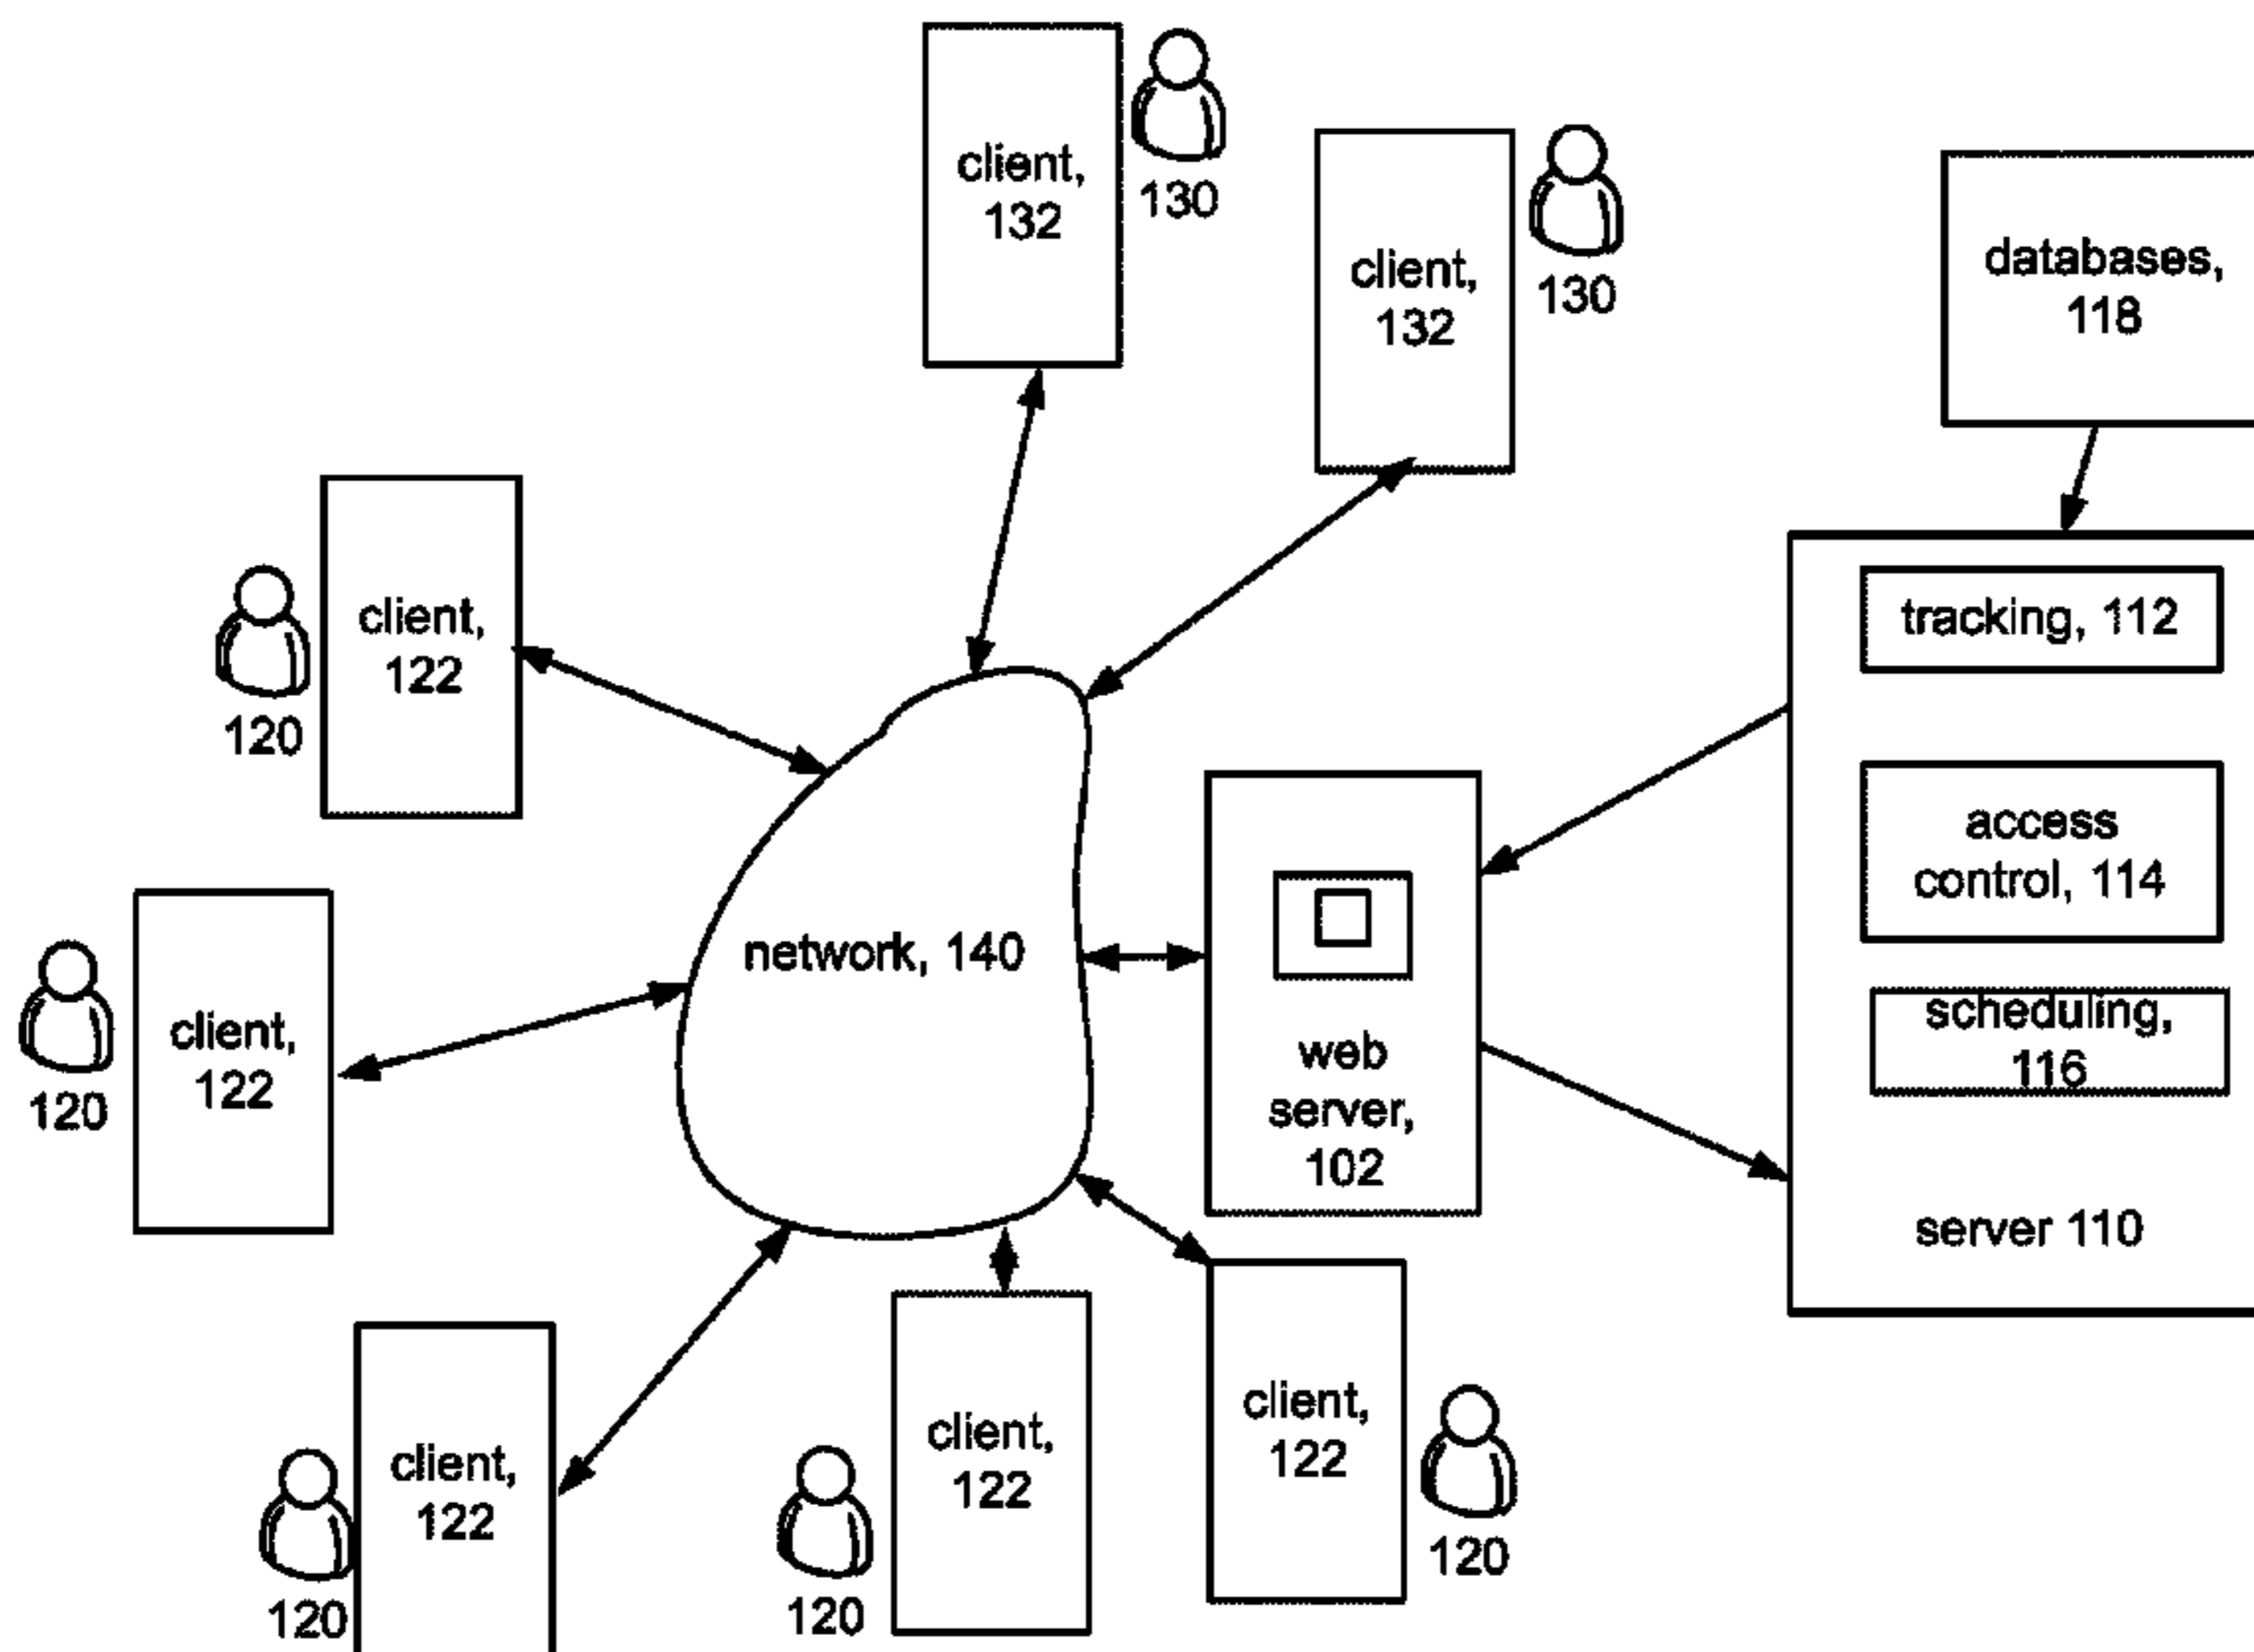 client,
132
130
client,
132
130
databases,
118
client,
122
120
tracking, 112
access
control, 114
scheduling,
116
server 110
network, 140
web
server,
102
client,
122
120
client,
122
120
client,
122
120
client,
122
120